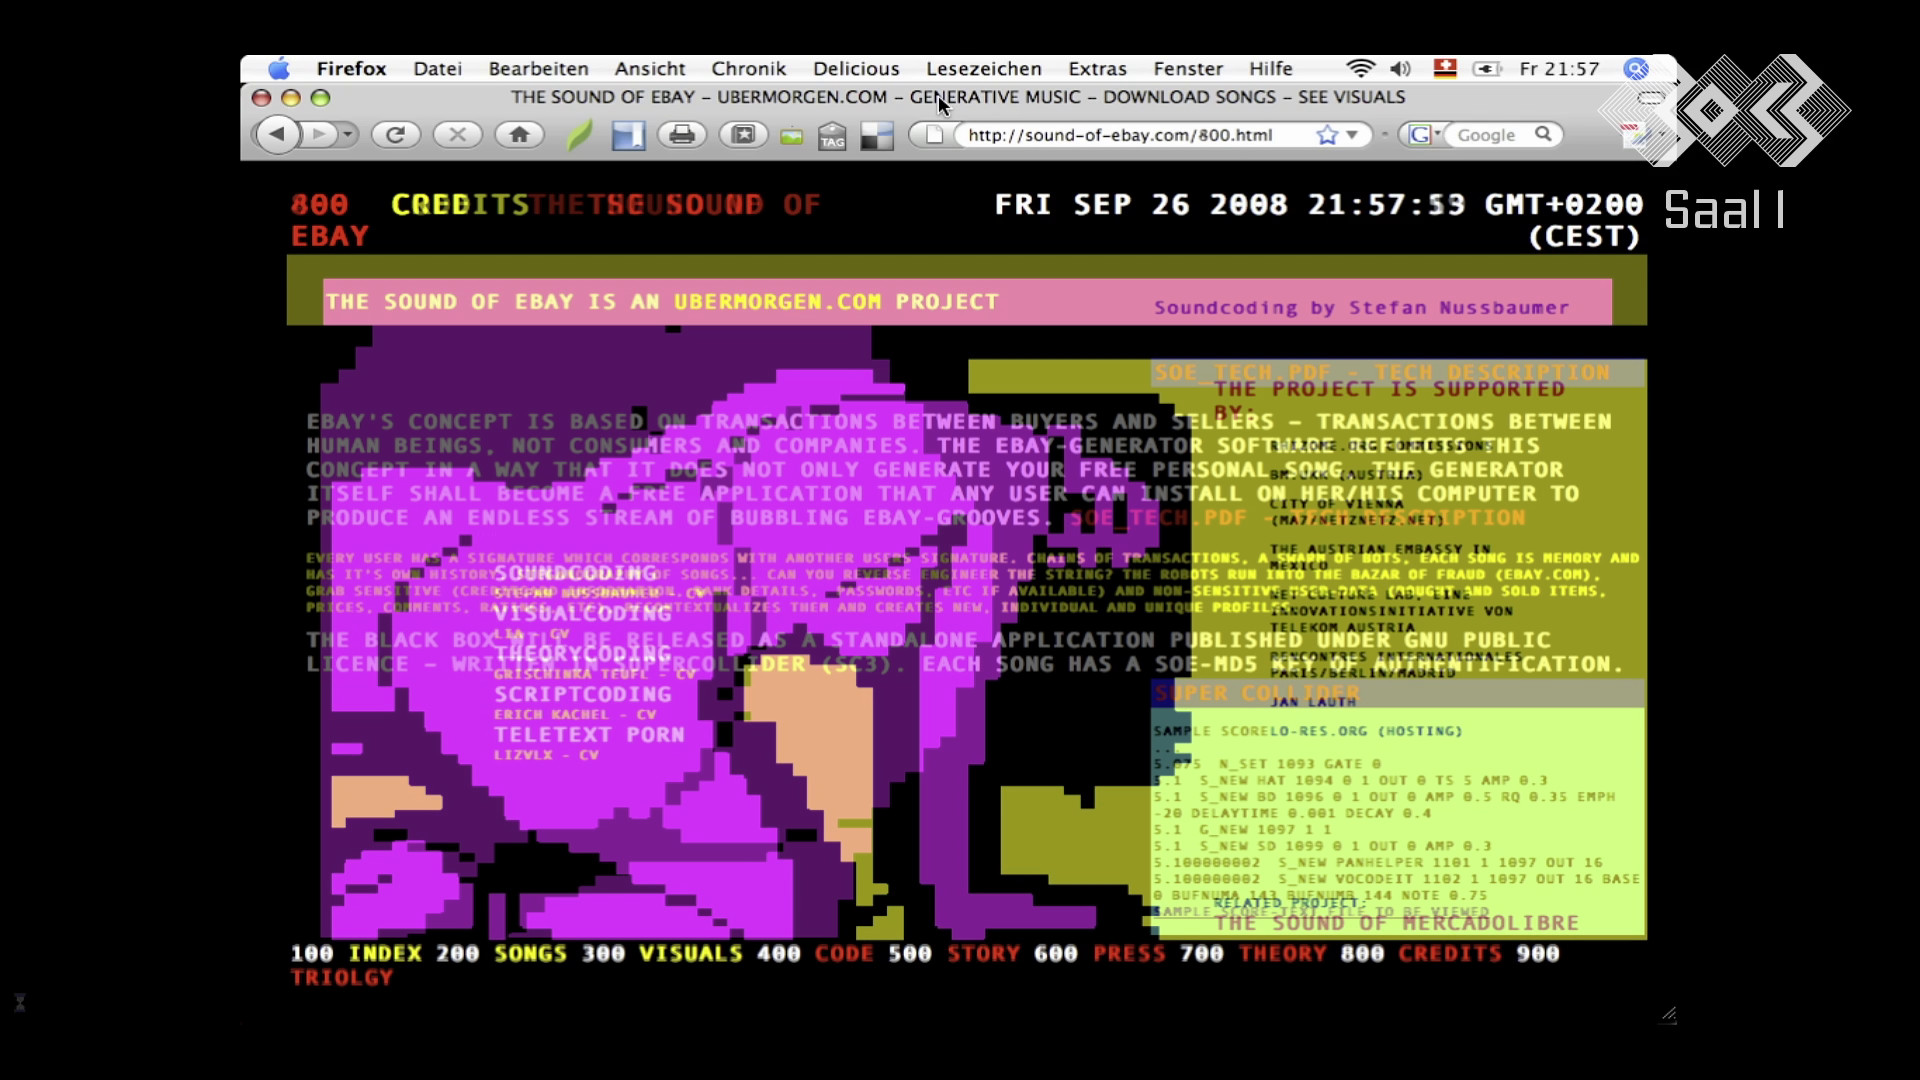 Firefox Datei Bearbeiten Ansicht Chronik Delicious Lesezeichen Extras Fenster Hilfe Fr 21:57
THE SOUND OF EBAY – UBERMORGEN.COM – GENERATIVE MUSIC – DOWNLOAD SONGS – SEE VISUALS
TAG http://sound-of-ebay.com/800.html G Google
Saal 1
800 CREDITS THE SOUND OF FRI SEP 26 2008 21:57:53 GMT+0200
EBAY (CEST)
THE SOUND OF EBAY IS AN UBERMORGEN.COM PROJECT
Soundcoding by Stefan Nussbaumer
SOE_TECH.PDF - TECH DESCRIPTION
THE PROJECT IS SUPPORTED
BY:
EBAY'S CONCEPT IS BASED ON TRANSACTIONS BETWEEN BUYERS AND SELLERS – TRANSACTIONS BETWEEN
HUMAN BEINGS, NOT CONSUMERS AND COMPANIES. THE EBAY-GENERATOR SOFTWARE REFLECTS THIS
RHIZOME.ORG COMMISSIONS
CONCEPT IN A WAY THAT IT DOES NOT ONLY GENERATE YOUR FREE PERSONAL SONG. THE GENERATOR
BM:UKK (AUSTRIA)
ITSELF SHALL BECOME A FREE APPLICATION THAT ANY USER CAN INSTALL ON HER/HIS COMPUTER TO
CITY OF VIENNA
PRODUCE AN ENDLESS STREAM OF BUBBLING EBAY-GROOVES. SOE_TECH.PDF - TECH DESCRIPTION
(MA7/NETZNETZ.NET)
THE AUSTRIAN EMBASSY IN
MEXICO
EVERY USER HAS A SIGNATURE WHICH CORRESPONDS WITH ANOTHER USERS SIGNATURE. CHAINS OF TRANSACTIONS, A SWARM OF BOTS, EACH SONG IS MEMORY AND
HAS IT'S OWN HISTORY, OF SONGS... CAN YOU REVERSE ENGINEER THE STRING? THE ROBOTS RUN INTO THE BAZAR OF FRAUD (EBAY.COM),
GRAB SENSITIVE BANK DETAILS, PASSWORDS, ETC IF AVAILABLE) AND NON-SENSITIVE USER-DATA (BOUGHT AND SOLD ITEMS,
PRICES, COMMENTS, CONTEXTUALIZES THEM AND CREATES NEW, INDIVIDUAL AND UNIQUE PROFILES.
NET CULTURE LAB, EINE
INNOVATIONSINITIATIVE VON
TELEKOM AUSTRIA
SOUNDCODING
STEFAN NUSSBAUMER - CV
VISUALCODING
LIA - CV
THEORYCODING
GRISCHINKA TEUFL - CV
SCRIPTCODING
ERICH KACHEL - CV
TELETEXT PORN
LIZVLX - CV
THE BLACK BOX WILL BE RELEASED AS A STANDALONE APPLICATION PUBLISHED UNDER GNU PUBLIC
LICENCE – WRITTEN IN SUPERCOLLIDER (SC3). EACH SONG HAS A SOE-MD5 KEY OF AUTHENTIFICATION.
RENCONTRES INTERNATIONALES
PARIS/BERLIN/MADRID
SUPER COLLIDER
JAN LAUTH
SAMPLE SCORE
LO-RES.ORG (HOSTING)
...
5.075 N_SET 1093 GATE 0
5.1 S_NEW HAT 1094 0 1 OUT 0 TS 5 AMP 0.3
5.1 S_NEW BD 1096 0 1 OUT 0 AMP 0.5 RQ 0.35 EMPH
-20 DELAYTIME 0.001 DECAY 0.4
5.1 G_NEW 1097 1 1
5.1 S_NEW SD 1099 0 1 OUT 0 AMP 0.3
5.100000002 S_NEW PANHELPER 1101 1 1097 OUT 16
5.100000002 S_NEW VOCODEIT 1102 1 1097 OUT 16 BASE
0 BUFNUMA 143 BUFNUMB 144 NOTE 0.75
RELATED PROJECT:
SAMPLE SCORE-TEXT FILE TO BE VIEWED
THE SOUND OF MERCADOLIBRE
100 INDEX 200 SONGS 300 VISUALS 400 CODE 500 STORY 600 PRESS 700 THEORY 800 CREDITS 900
TRIOLGY